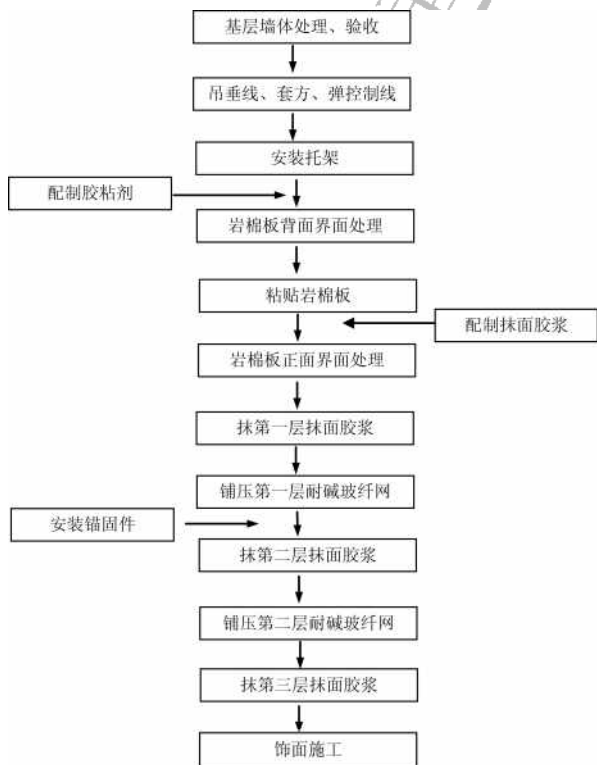 基层墙体处理、验收
吊垂线、套方、弹控制线
安装托架
配制胶粘剂
岩棉板背面界面处理
粘贴岩棉板
配制抹面胶浆
岩棉板正面界面处理
抹第一层抹面胶浆
铺压第一层耐碱玻纤网
安装锚固件
抹第二层抹面胶浆
铺压第二层耐碱玻纤网
抹第三层抹面胶浆
饰面施工